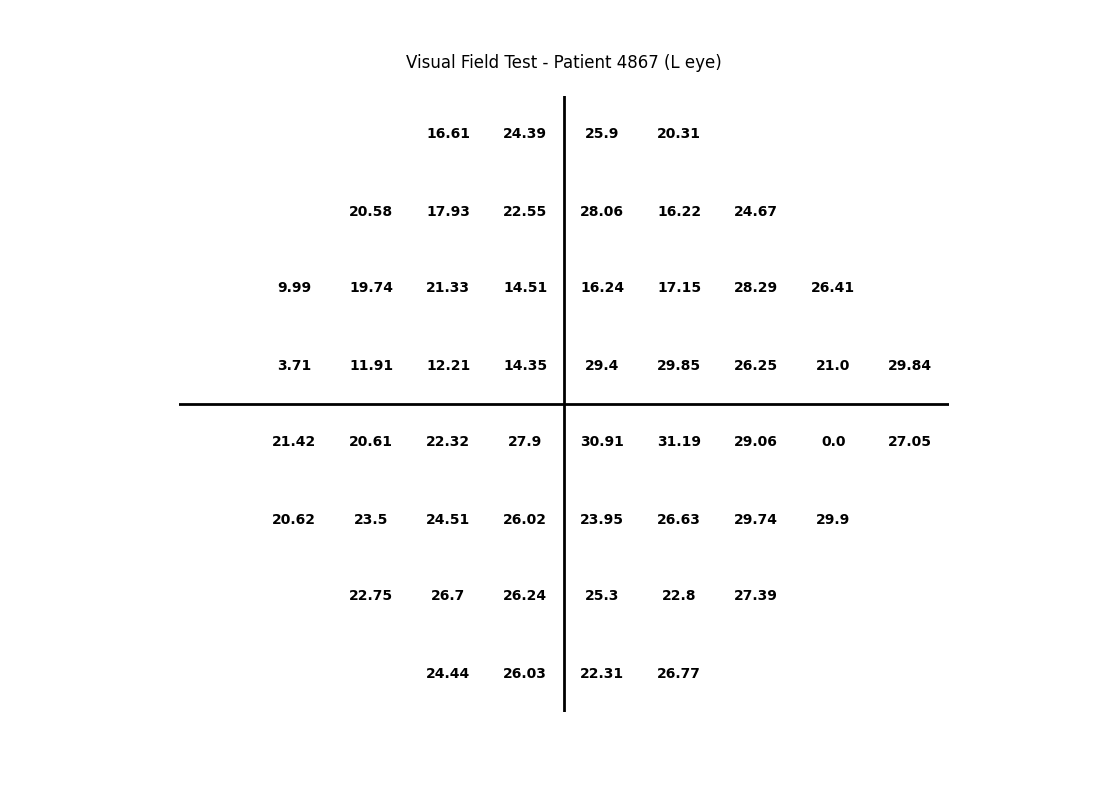 Visual Field Test - Patient 4867 (L eye)
16.61 24.39 25.9 20.31
20.58 17.93 22.55 28.06 16.22 24.67
9.99 19.74 21.33 14.51 16.24 17.15 28.29 26.41
3.71 11.91 12.21 14.35 29.4 29.85 26.25 21.0 29.84
21.42 20.61 22.32 27.9 30.91 31.19 29.06 0.0 27.05
20.62 23.5 24.51 26.02 23.95 26.63 29.74 29.9
22.75 26.7 26.24 25.3 22.8 27.39
24.44 26.03 22.31 26.77